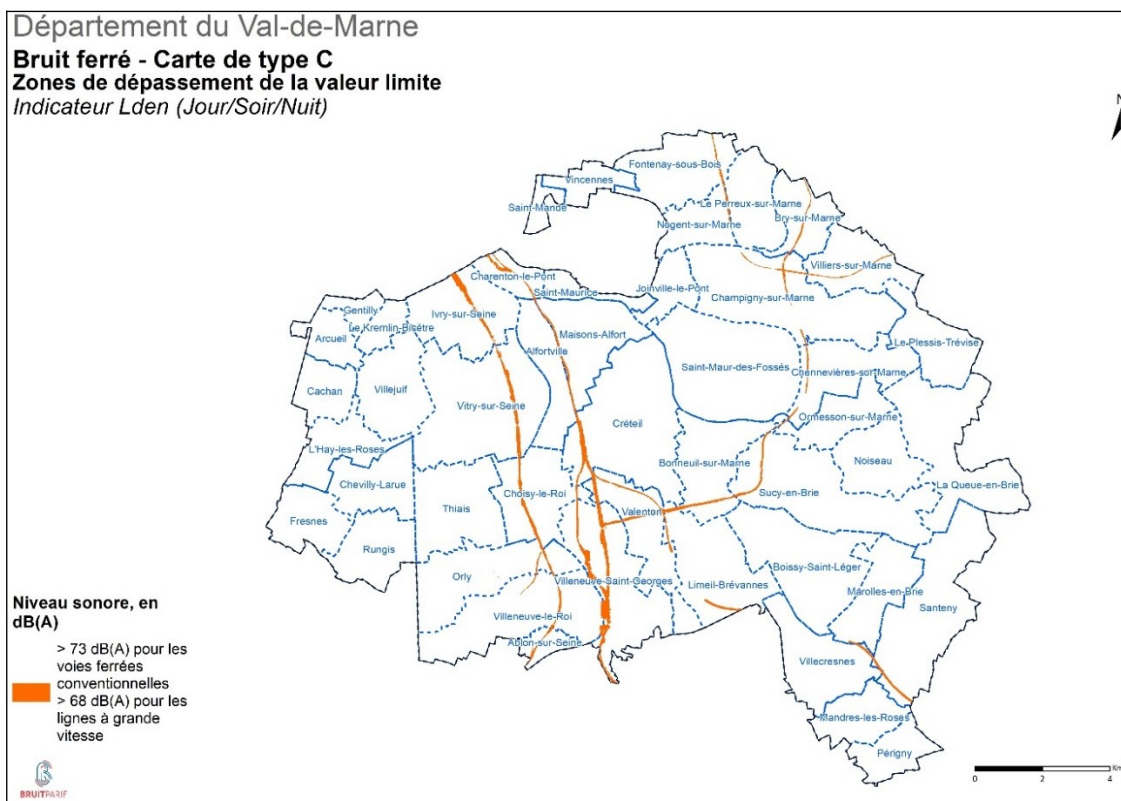 Département du Val-de-Marne
Bruit ferré - Carte de type C
Zones de dépassement de la valeur limite
Indicateur Lden (Jour/Soir/Nuit)
N
Fontenay-sous-Bois
Vincennes
Saint-Mandé
Le Perreux-sur-Marne
Nogent-sur-Marne
Bry-sur-Marne
Villiers-sur-Marne
Charenton-le-Pont
Saint-Maurice
Joinville-le-Pont
Champigny-sur-Marne
Gentilly
Ivry-sur-Seine
Le Kremlin-Bicêtre
Arcueil
Maisons-Alfort
Alfortville
Le-Plessis-Trévise
Saint-Maur-des-Fossés
Chennevières-sur-Marne
Cachan
Villejuif
Vitry-sur-Seine
Créteil
Ormesson-sur-Marne
L'Hay-les-Roses
Bonneuil-sur-Marne
Noiseau
Chevilly-Larue
Choisy-le-Roi
Sucy-en-Brie
La Queue-en-Brie
Thiais
Valenton
Fresnes
Rungis
Boissy-Saint-Léger
Orly
Villeneuve-Saint-Georges
Limeil-Brévannes
Marolles-en-Brie
Santeny
Villeneuve-le-Roi
Ablon-sur-Seine
Villecresnes
Mandres-les-Roses
Périgny
Niveau sonore, en
dB(A)
> 73 dB(A) pour les
voies ferrées
conventionnelles
> 68 dB(A) pour les
lignes à grande
vitesse
BRUITPARIF
Km
0 2 4